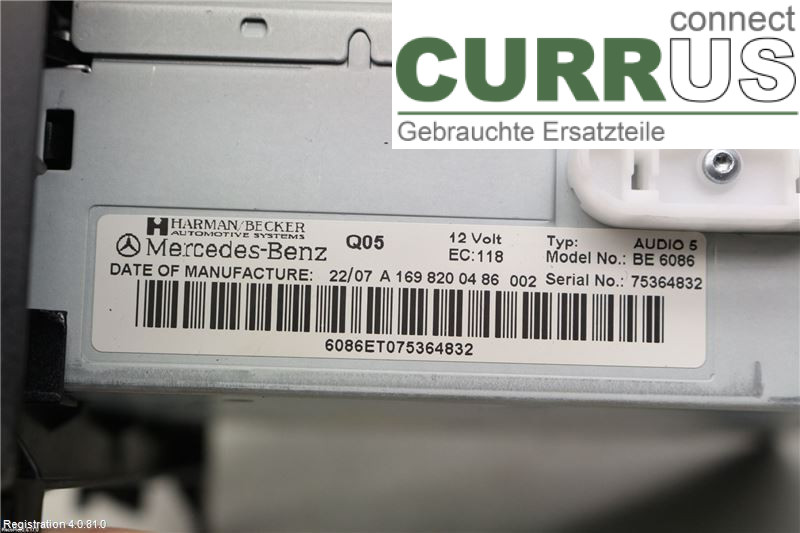 connect
CURRUS
Gebrauchte Ersatzteile
HARMAN/BECKER
AUTOMOTIVE SYSTEMS
Mercedes-Benz Q05 12 Volt Typ: AUDIO 5
EC:118 Model No.: BE 6086
DATE OF MANUFACTURE: 22/07 A 169 820 04 86 002 Serial No.: 75364832
6086ET075364832
Registration 4.0.81.0